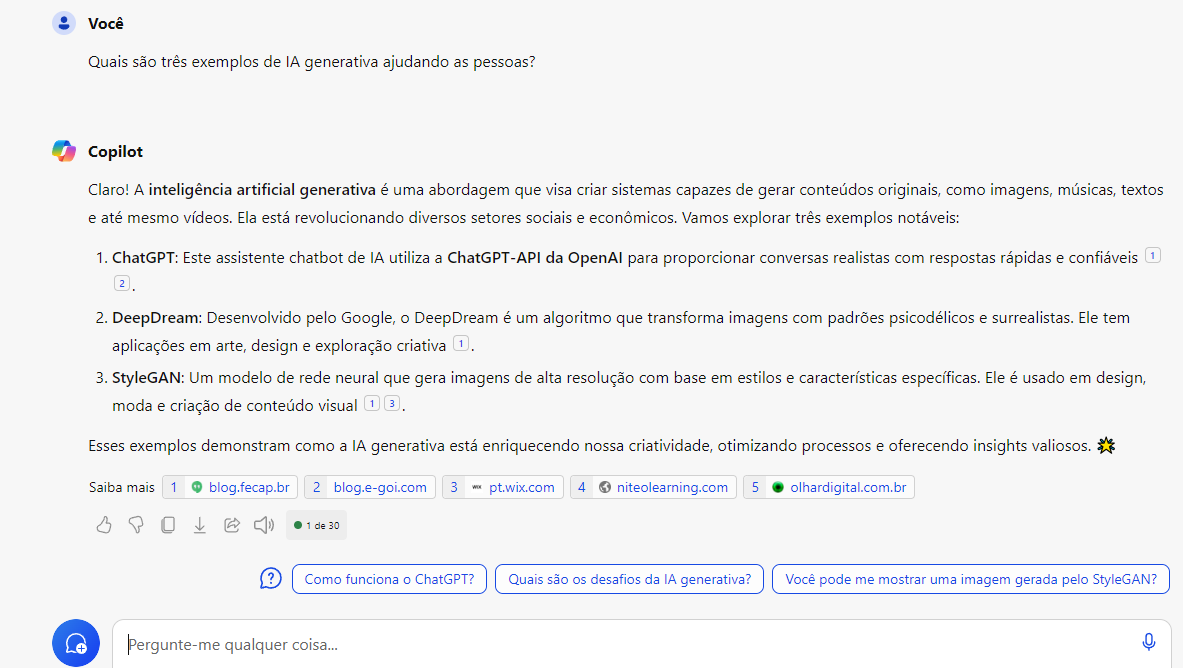 Você
Quais são três exemplos de IA generativa ajudando as pessoas?
Copilot
Claro! A inteligência artificial generativa é uma abordagem que visa criar sistemas capazes de gerar conteúdos originais, como imagens, músicas, textos
e até mesmo vídeos. Ela está revolucionando diversos setores sociais e econômicos. Vamos explorar três exemplos notáveis:
1. ChatGPT: Este assistente chatbot de IA utiliza a ChatGPT-API da OpenAI para proporcionar conversas realistas com respostas rápidas e confiáveis 1
2 .
2. DeepDream: Desenvolvido pelo Google, o DeepDream é um algoritmo que transforma imagens com padrões psicodélicos e surrealistas. Ele tem
aplicações em arte, design e exploração criativa 1 .
3. StyleGAN: Um modelo de rede neural que gera imagens de alta resolução com base em estilos e características específicas. Ele é usado em design,
moda e criação de conteúdo visual 1 3 .
Esses exemplos demonstram como a IA generativa está enriquecendo nossa criatividade, otimizando processos e oferecendo insights valiosos. 🌟
Saiba mais 1 blog.fecap.br 2 blog.e-goi.com 3 WIX pt.wix.com 4 niteolearning.com 5 olhardigital.com.br
1 de 30
Como funciona o ChatGPT? Quais são os desafios da IA generativa? Você pode me mostrar uma imagem gerada pelo StyleGAN?
Pergunte-me qualquer coisa...